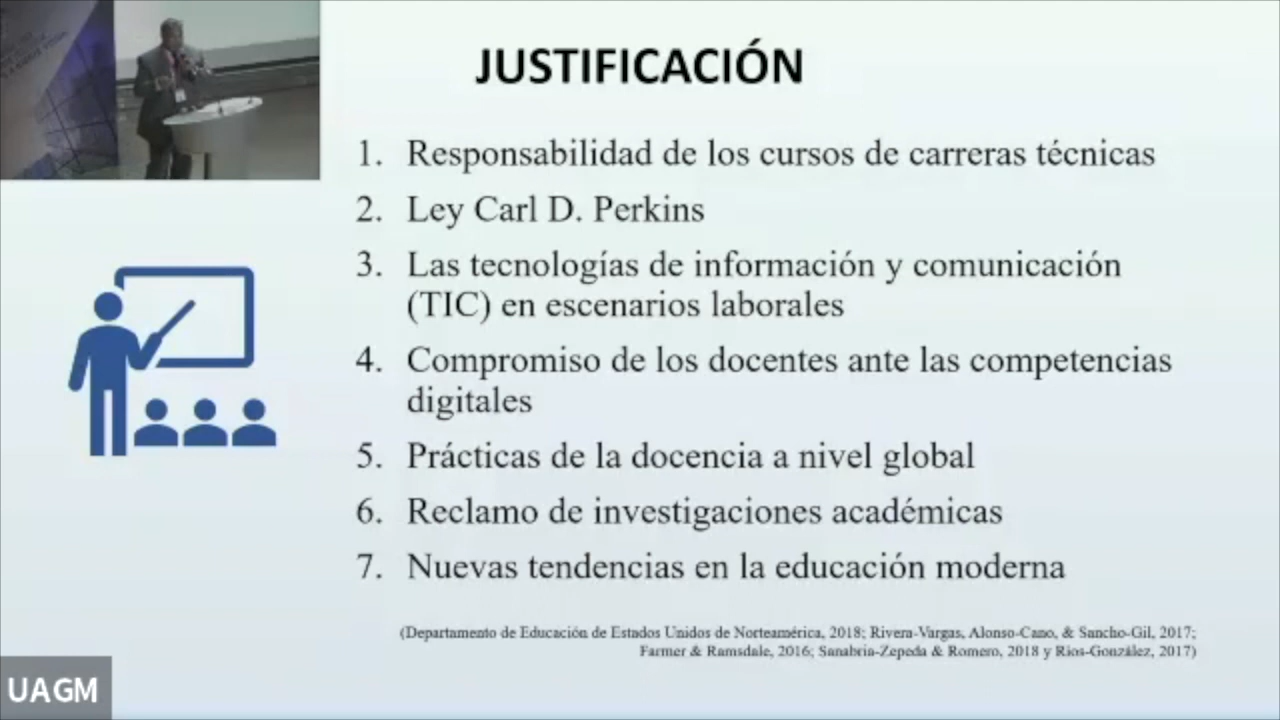 JUSTIFICACIÓN
1. Responsabilidad de los cursos de carreras técnicas
2. Ley Carl D. Perkins
3. Las tecnologías de información y comunicación
(TIC) en escenarios laborales
4. Compromiso de los docentes ante las competencias
digitales
5. Prácticas de la docencia a nivel global
6. Reclamo de investigaciones académicas
7. Nuevas tendencias en la educación moderna
(Departamento de Educación de Estados Unidos de Norteamérica, 2018; Rivera-Vargas, Alonso-Cano, & Sancho-Gil, 2017;
Farmer & Ramsdale, 2016; Sanabria-Zepeda & Romero, 2018 y Ríos-González, 2017)
UAGM